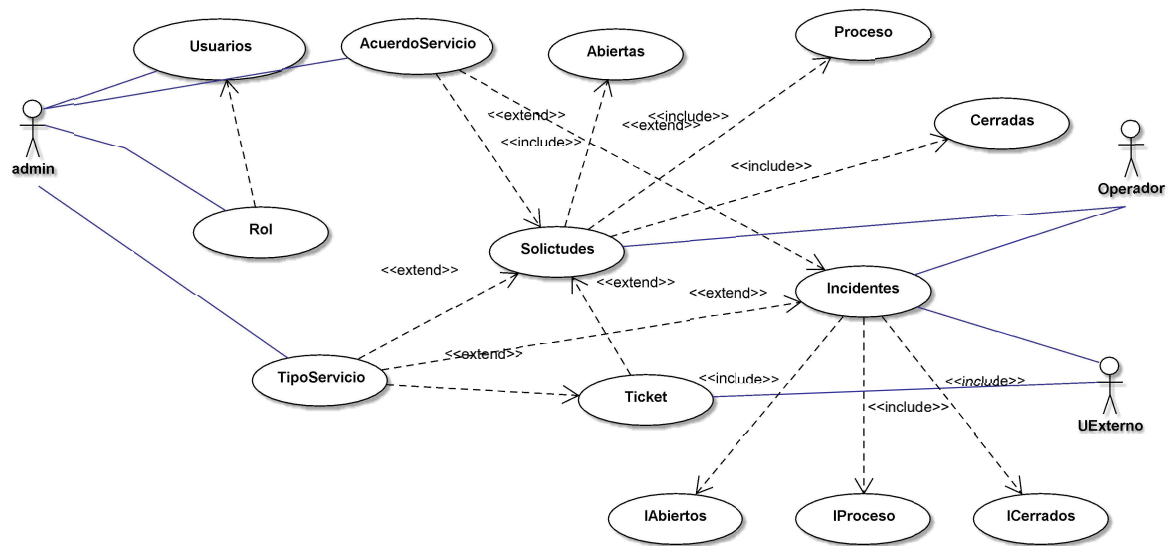 Proceso
Usuarios
AcuerdoServicio
Abiertas
<<extend>>
<<include>>
<<extend>>
Cerradas
<<include>>
<<include>>
admin
Operador
Rol
Solictudes
<<extend>>
<<extend>>
<<extend>>
Incidentes
<<extend>>
TipoServicio
<<include>>
<<include>>
Ticket
<<include>>
UExterno
IAbiertos
IProceso
ICerrados